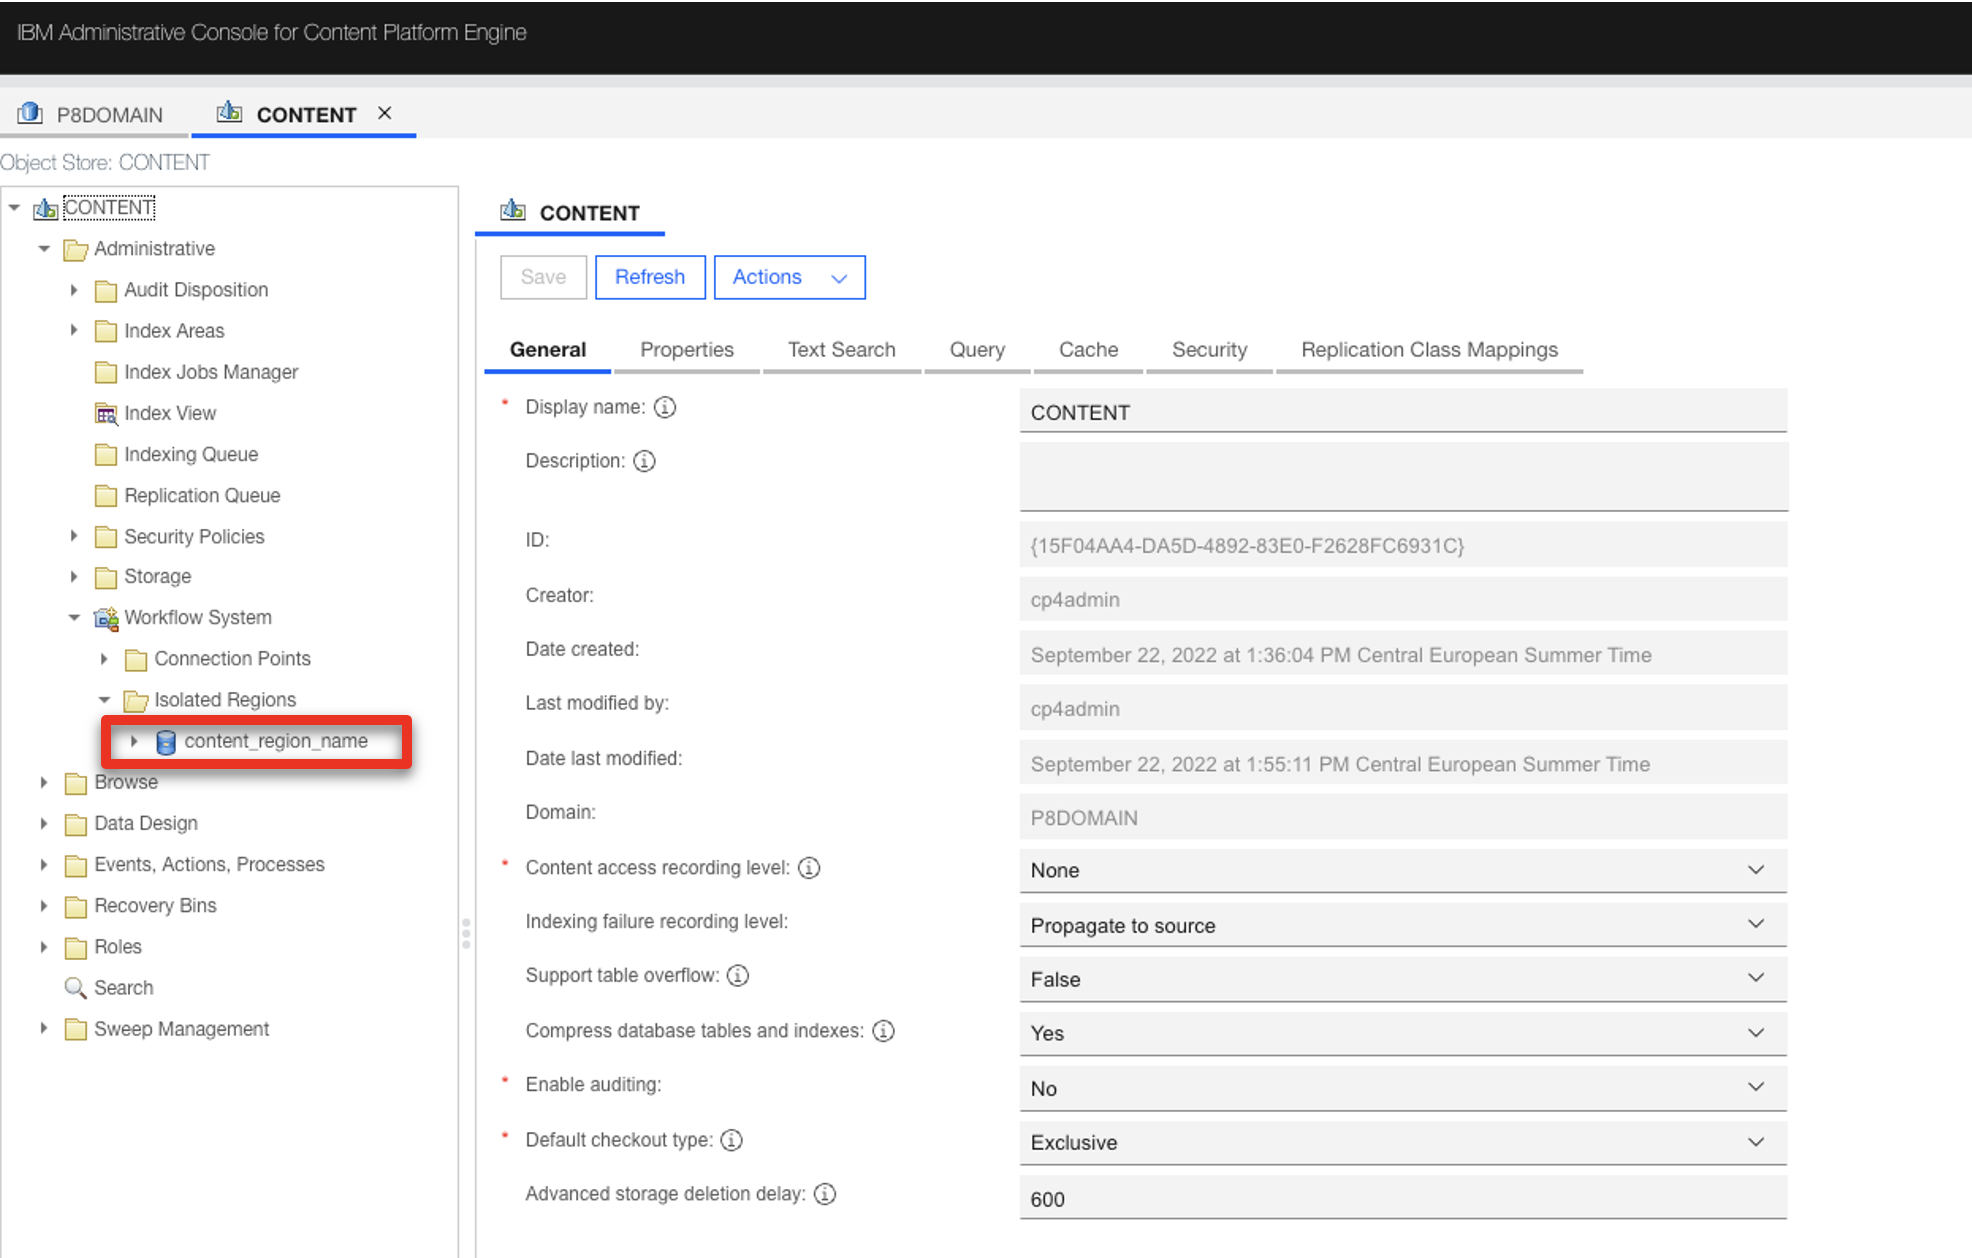 IBM Administrative Console for Content Platform Engine
P8DOMAIN
CONTENT
Object Store: CONTENT
CONTENT
Administrative
Audit Disposition
Index Areas
Index Jobs Manager
Index View
Indexing Queue
Replication Queue
Security Policies
Storage
Workflow System
Connection Points
Isolated Regions
content_region_name
Browse
Data Design
Events, Actions, Processes
Recovery Bins
Roles
Search
Sweep Management
CONTENT
Save Refresh Actions
General Properties Text Search Query Cache Security Replication Class Mappings
* Display name: CONTENT
Description:
ID: {15F04AA4-DA5D-4892-83E0-F2628FC6931C}
Creator: cp4admin
Date created: September 22, 2022 at 1:36:04 PM Central European Summer Time
Last modified by: cp4admin
Date last modified: September 22, 2022 at 1:55:11 PM Central European Summer Time
Domain: P8DOMAIN
* Content access recording level: None
Indexing failure recording level: Propagate to source
Support table overflow: False
Compress database tables and indexes: Yes
* Enable auditing: No
* Default checkout type: Exclusive
Advanced storage deletion delay: 600